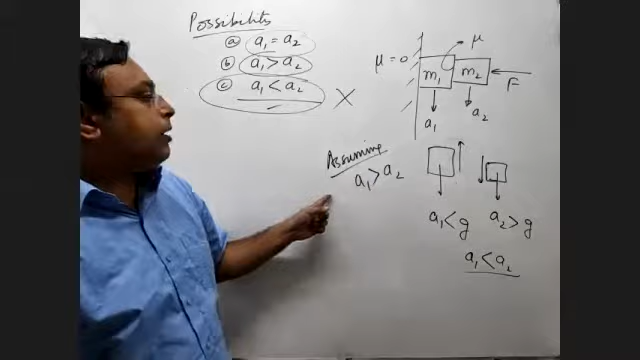 Possibilities
(a) a₁ = a₂
(b) a₁ > a₂
(c) a₁ < a₂ ×
μ
μ = 0
m₁ m₂
F
a₁ a₂
Assume
a₁ > a₂
a₁ < g a₂ > g
a₁ < a₂